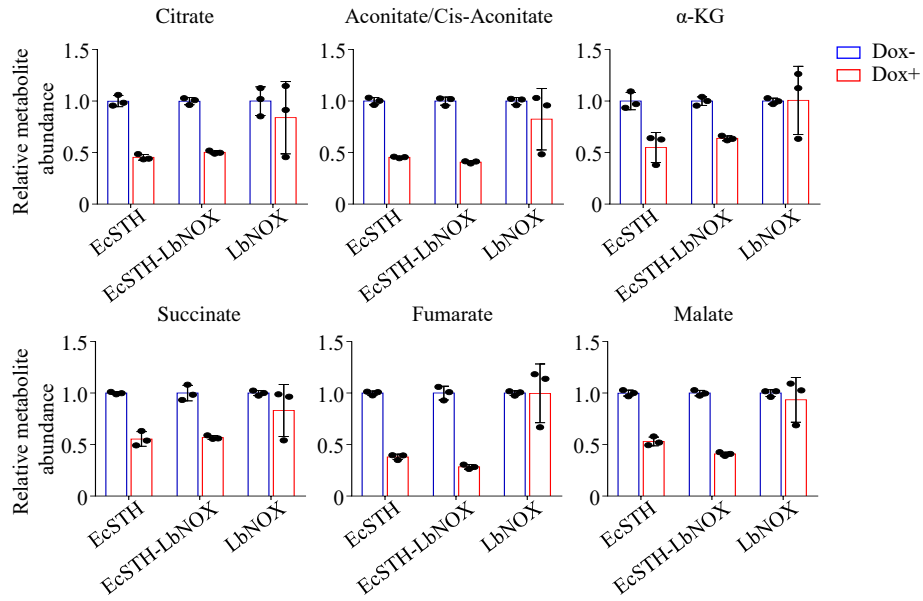 Citrate
Aconitate/Cis-Aconitate
α-KG
Dox-
Dox+
Relative metabolite
abundance
1.5
1.0
0.5
0
EcSTH
EcSTH-LbNOX
LbNOX
1.5
1.0
0.5
0
EcSTH
EcSTH-LbNOX
LbNOX
1.5
1.0
0.5
0
EcSTH
EcSTH-LbNOX
LbNOX
Succinate
Fumarate
Malate
Relative metabolite
abundance
1.5
1.0
0.5
0
EcSTH
EcSTH-LbNOX
LbNOX
1.5
1.0
0.5
0
EcSTH
EcSTH-LbNOX
LbNOX
1.5
1.0
0.5
0
EcSTH
EcSTH-LbNOX
LbNOX